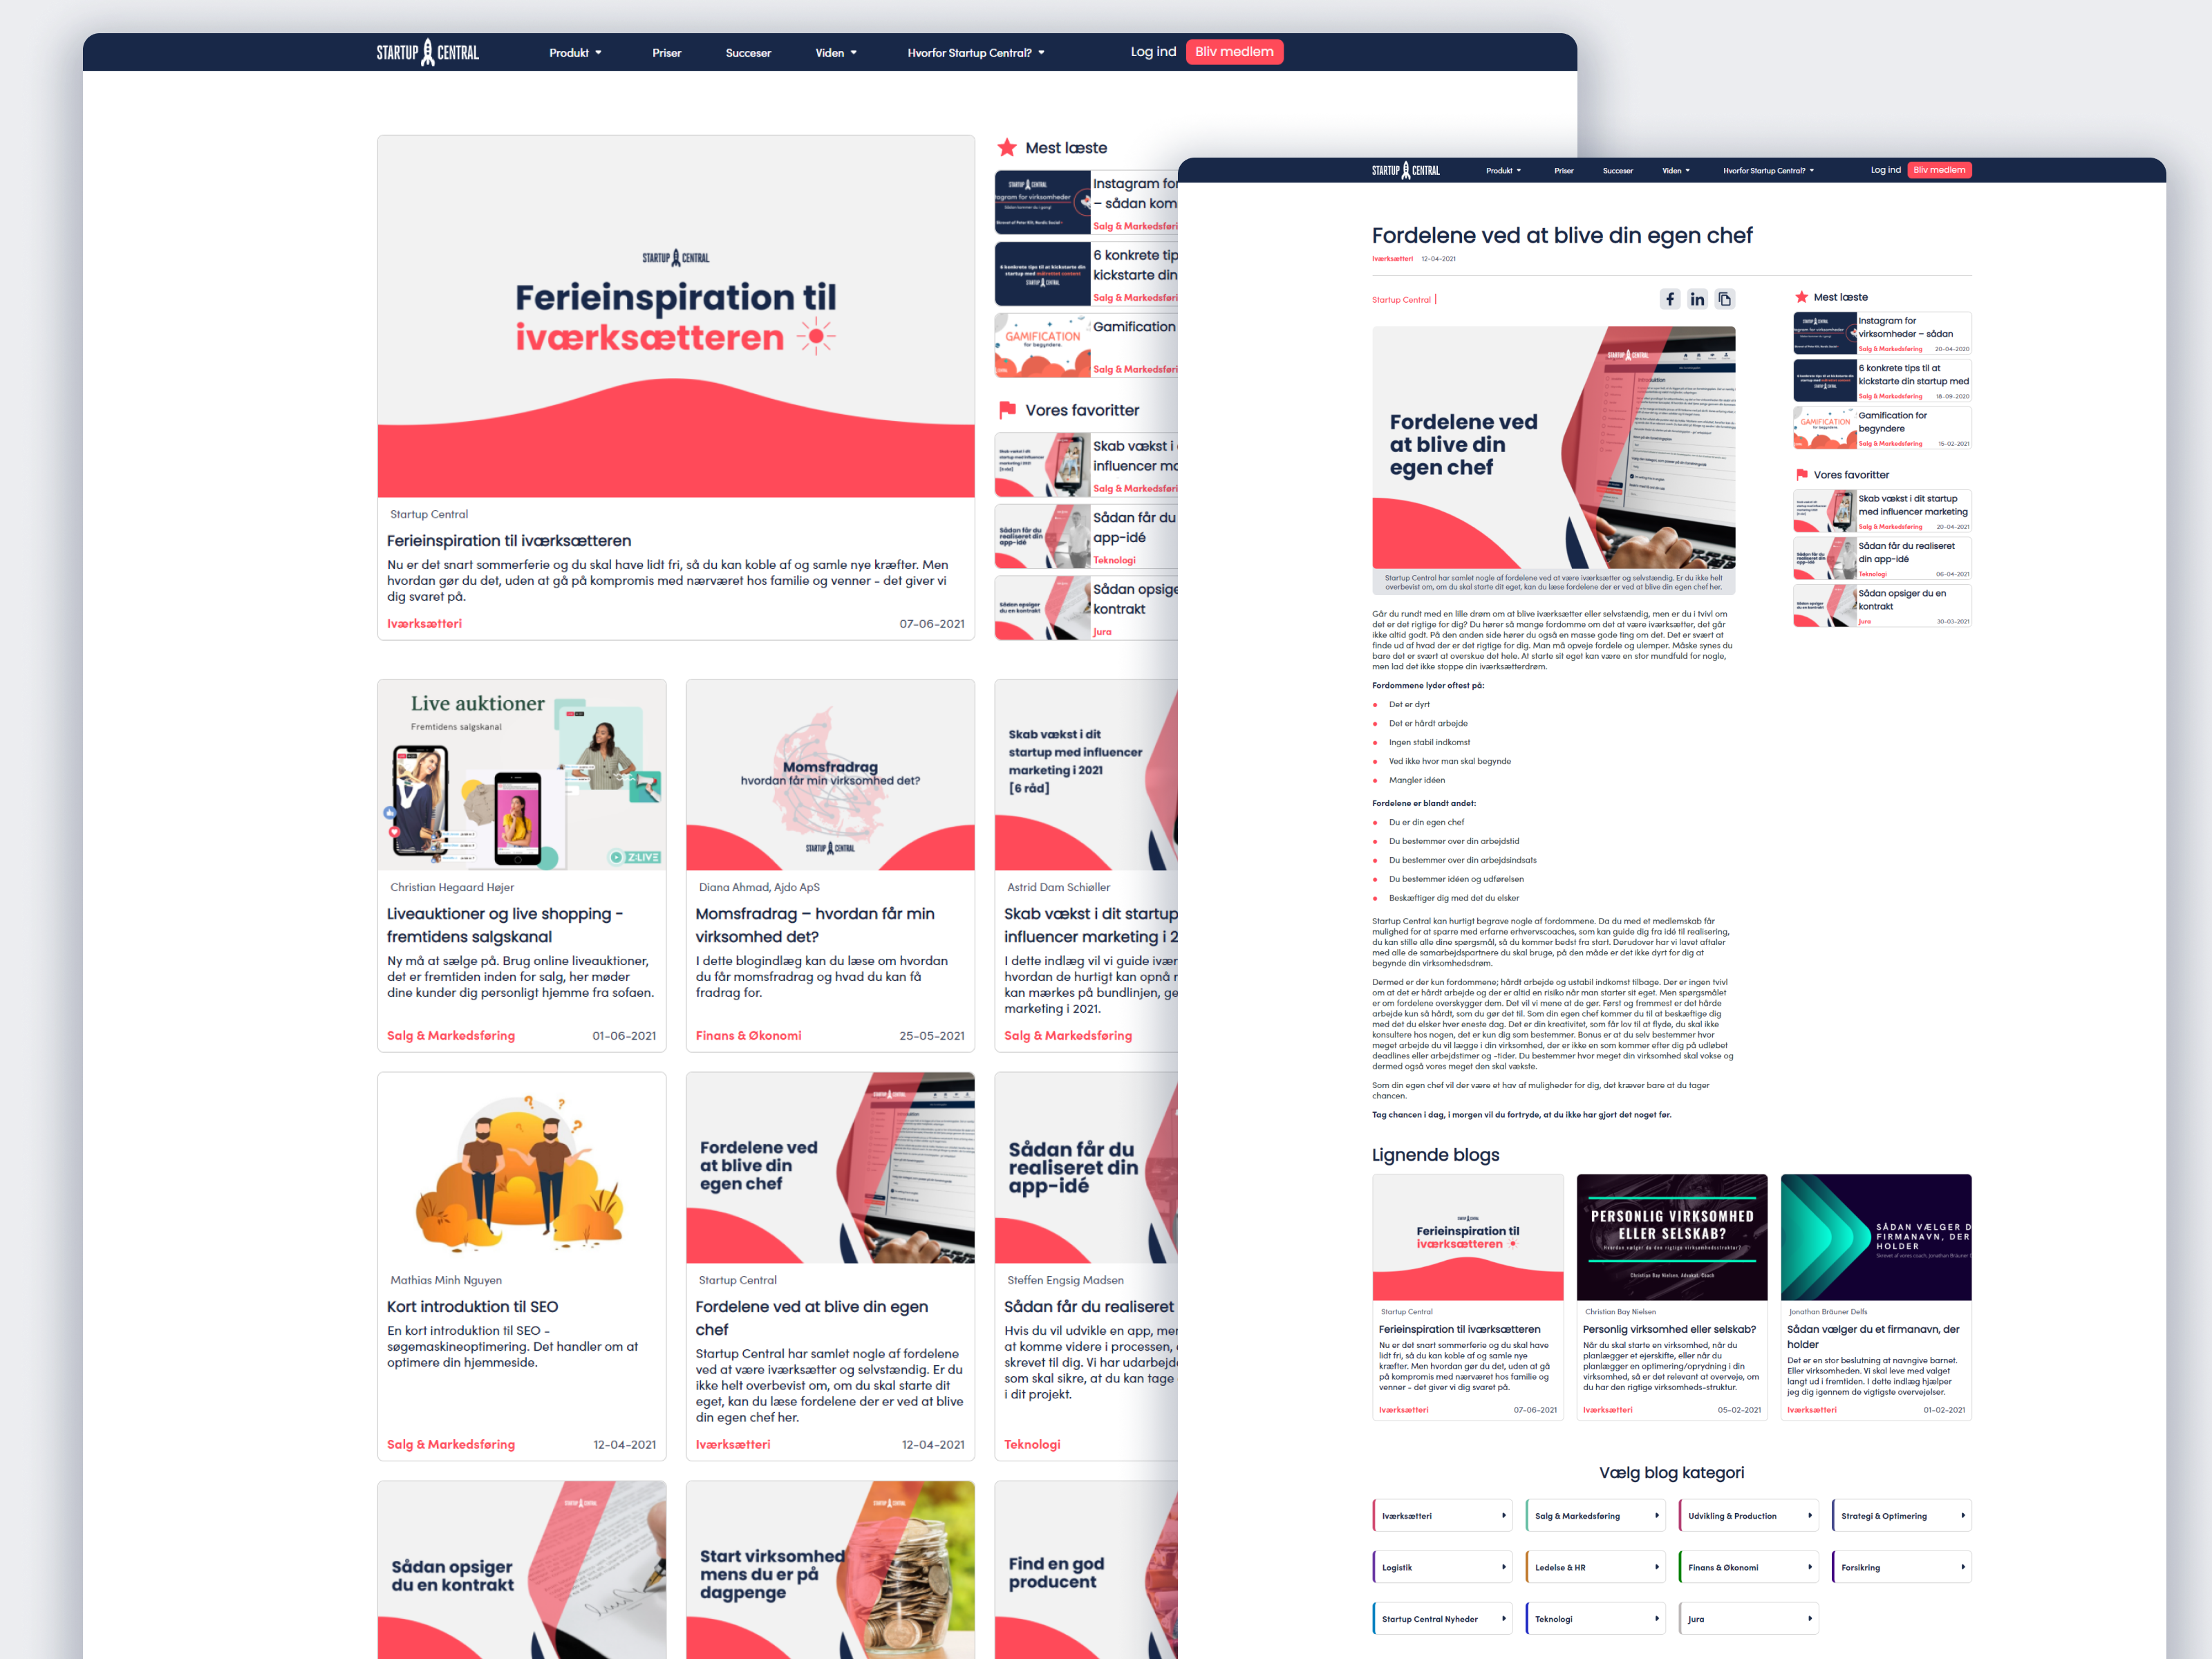 STARTUP CENTRAL
Produkt
Priser
Succeser
Viden
Hvorfor Startup Central?
Log ind
Bliv medlem
STARTUP CENTRAL
Ferieinspiration til
iværksætteren
Startup Central
Ferieinspiration til iværksætteren
Nu er det snart sommerferie og du skal have lidt fri, så du kan koble af og samle nye kræfter. Men
hvordan gør du det, uden at gå på kompromis med nærværet hos familie og venner - det giver vi
dig svaret på.
Iværksætteri 07-06-2021
Mest læste
Instagram for
– sådan kom
Salg & Markedsføri
6 konkrete tip
kickstarte din
Salg & Markedsføri
GAMIFICATION
for begyndere
Gamification
Salg & Markedsføri
Vores favoritter
Skab vækst i
influencer ma
Salg & Markedsføri
Sådan får du
realiseret din
app-idé
Sådan får du
app-idé
Teknologi
Sådan opsiger
du en kontrakt
Sådan opsige
kontrakt
Jura
Live auktioner
Fremtidens salgskanal
Z:LIVE
Christian Hegaard Højer
Liveauktioner og live shopping -
fremtidens salgskanal
Ny må at sælge på. Brug online liveauktioner,
det er fremtiden inden for salg, her møder
dine kunder dig personligt hjemme fra sofaen.
Salg & Markedsføring 01-06-2021
Momsfradrag
hvordan får min virksomhed det?
STARTUP CENTRAL
Diana Ahmad, Ajdo ApS
Momsfradrag – hvordan får min
virksomhed det?
I dette blogindlæg kan du læse om hvordan
du får momsfradrag og hvad du kan få
fradrag for.
Finans & Økonomi 25-05-2021
Skab vækst i dit
startup med influencer
marketing i 2021
[6 råd]
Astrid Dam Schiøller
Skab vækst i dit startup
influencer marketing i 2
I dette indlæg vil vi guide ivær
hvordan de hurtigt kan opnå r
kan mærkes på bundlinjen, ge
marketing i 2021.
Salg & Markedsføring
Mathias Minh Nguyen
Kort introduktion til SEO
En kort introduktion til SEO -
søgemaskineoptimering. Det handler om at
optimere din hjemmeside.
Salg & Markedsføring 12-04-2021
STARTUP CENTRAL
Fordelene ved
at blive din
egen chef
Startup Central
Fordelene ved at blive din egen
chef
Startup Central har samlet nogle af fordelene
ved at være iværksætter og selvstændig. Er du
ikke helt overbevist om, om du skal starte dit
eget, kan du læse fordelene der er ved at blive
din egen chef her.
Iværksætteri 12-04-2021
Sådan får du
realiseret din
app-idé
Steffen Engsig Madsen
Sådan får du realiseret
Hvis du vil udvikle en app, mer
at komme videre i processen,
skrevet til dig. Vi har udarbejd
som skal sikre, at du kan tage
i dit projekt.
Teknologi
STARTUP CENTRAL
Sådan opsiger
du en kontrakt
STARTUP CENTRAL
Start virksomhed
mens du er på
dagpenge
Find en god
producent
STARTUP CENTRAL
Produkt
Priser
Succeser
Viden
Hvorfor Startup Central?
Log ind
Bliv medlem
Fordelene ved at blive din egen chef
Iværksætteri 12-04-2021
Startup Central
STARTUP CENTRAL
Introduktion
Fordelene ved
at blive din
egen chef
Startup Central har samlet nogle af fordelene ved at være iværksætter og selvstændig. Er du ikke helt
overbevist om, om du skal starte dit eget, kan du læse fordelene der er ved at blive din egen chef her.
Går du rundt med en lille drøm om at blive iværksætter eller selvstændig, men er du i tvivl om
det er det rigtige for dig? Du hører så mange fordomme om det at være iværksætter, det går
ikke altid godt. På den anden side hører du også en masse gode ting om det. Det er svært at
finde ud af hvad der er det rigtige for dig. Man må opveje fordele og ulemper. Måske synes du
bare det er svært at overskue det hele. At starte sit eget kan være en stor mundfuld for nogle,
men lad det ikke stoppe din iværksætterdrøm.
Fordommene lyder oftest på:
Det er dyrt
Det er hårdt arbejde
Ingen stabil indkomst
Ved ikke hvor man skal begynde
Mangler idéen
Fordelene er blandt andet:
Du er din egen chef
Du bestemmer over din arbejdstid
Du bestemmer over din arbejdsindsats
Du bestemmer idéen og udførelsen
Beskæftiger dig med det du elsker
Startup Central kan hurtigt begrave nogle af fordommene. Da du med et medlemskab får
mulighed for at sparre med erfarne erhvervscoaches, som kan guide dig fra idé til realisering,
du kan stille alle dine spørgsmål, så du kommer bedst fra start. Derudover har vi lavet aftaler
med alle de samarbejdspartnere du skal bruge, på den måde er det ikke dyrt for dig at
begynde din virksomhedsdrøm.
Dermed er der kun fordommene; hårdt arbejde og ustabil indkomst tilbage. Der er ingen tvivl
om at det er hårdt arbejde og der er altid en risiko når man starter sit eget. Men spørgsmålet
er om fordelene overskygger dem. Det vil vi mene at de gør. Først og fremmest er det hårde
arbejde kun så hårdt, som du gør det til. Som din egen chef kommer du til at beskæftige dig
med det du elsker hver eneste dag. Det er din kreativitet, som får lov til at flyde, du skal ikke
konsultere hos nogen, det er kun dig som bestemmer. Bonus er at du selv bestemmer hvor
meget arbejde du vil lægge i din virksomhed, der er ikke en som kommer efter dig på udløbet
deadlines eller arbejdstimer og -tider. Du bestemmer hvor meget din virksomhed skal vokse og
dermed også vores meget den skal vækste.
Som din egen chef vil der være et hav af muligheder for dig, det kræver bare at du tager
chancen.
Tag chancen i dag, i morgen vil du fortryde, at du ikke har gjort det noget før.
Mest læste
Instagram for
virksomheder – sådan
Salg & Markedsføring 20-04-2020
6 konkrete tips til at
kickstarte din startup med
Salg & Markedsføring 18-09-2020
GAMIFICATION
Gamification for
begyndere
Salg & Markedsføring 15-02-2021
Vores favoritter
Skab vækst i dit startup
med influencer marketing
Salg & Markedsføring 20-04-2021
Sådan får du realiseret
din app-idé
Teknologi 06-04-2021
Sådan opsiger du en
kontrakt
Jura 30-03-2021
Lignende blogs
Ferieinspiration til
iværksætteren
Startup Central
Ferieinspiration til iværksætteren
Nu er det snart sommerferie og du skal have
lidt fri, så du kan koble af og samle nye
kræfter. Men hvordan gør du det, uden at gå
på kompromis med nærværet hos familie og
venner - det giver vi dig svaret på.
Iværksætteri 07-06-2021
PERSONLIG VIRKSOMHED
ELLER SELSKAB?
Hvordan vælger du den rigtige virksomhedsstruktur?
Christian Bay Nielsen, Advokat, Coach
Christian Bay Nielsen
Personlig virksomhed eller selskab?
Når du skal starte en virksomhed, når du
planlægger et ejerskifte, eller når du
planlægger en optimering/oprydning i din
virksomhed, så er det relevant at overveje, om
du har den rigtige virksomheds-struktur.
Iværksætteri 05-02-2021
SÅDAN VÆLGER D
FIRMANAVN, DER
HOLDER
Jonathan Bräuner Delfs
Sådan vælger du et firmanavn, der
holder
Det er en stor beslutning at navngive barnet.
Eller virksomheden. Vi skal leve med valget
langt ud i fremtiden. I dette indlæg hjælper
jeg dig igennem de vigtigste overvejelser.
Iværksætteri 01-02-2021
Vælg blog kategori
Iværksætteri
Salg & Markedsføring
Udvikling & Production
Strategi & Optimering
Logistik
Ledelse & HR
Finans & Økonomi
Forsikring
Startup Central Nyheder
Teknologi
Jura